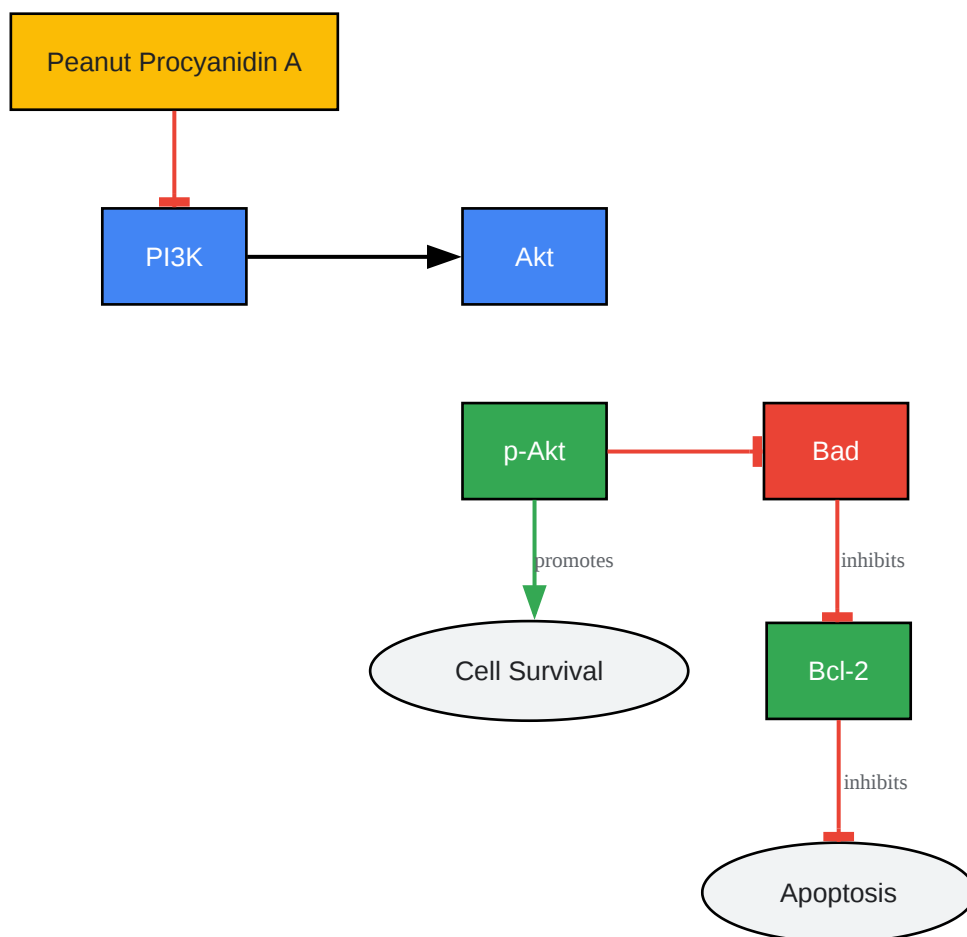 Peanut Procyanidin A
PI3K
Akt
p-Akt
Bad
promotes
inhibits
Cell Survival
Bcl-2
inhibits
Apoptosis